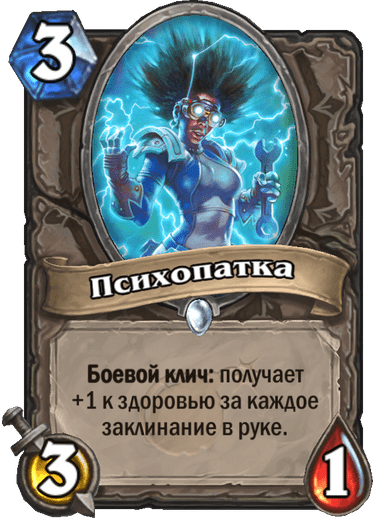 3
Психопатка
Боевой клич: получает
+1 к здоровью за каждое
заклинание в руке.
3
1